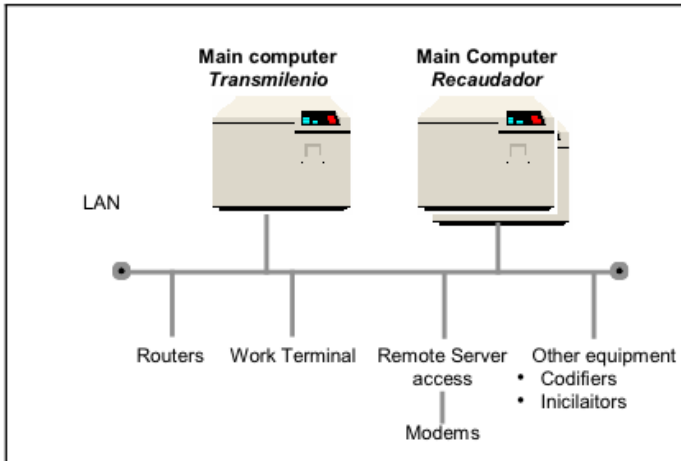 Main computer
Transmilenio
Main Computer
Recaudador
LAN
Routers
Work Terminal
Remote Server
access
Modems
Other equipment
• Codifiers
• Inicilaitors